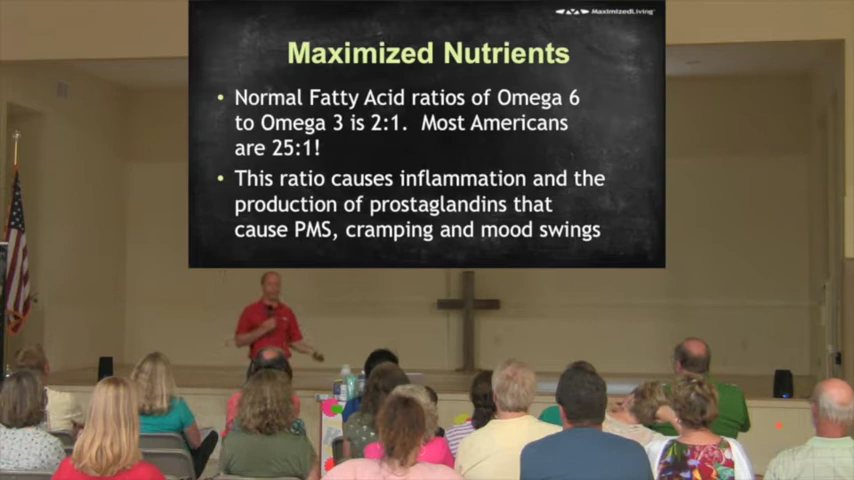 MaximizedLiving
Maximized Nutrients
• Normal Fatty Acid ratios of Omega 6
to Omega 3 is 2:1. Most Americans
are 25:1!
• This ratio causes inflammation and the
production of prostaglandins that
cause PMS, cramping and mood swings